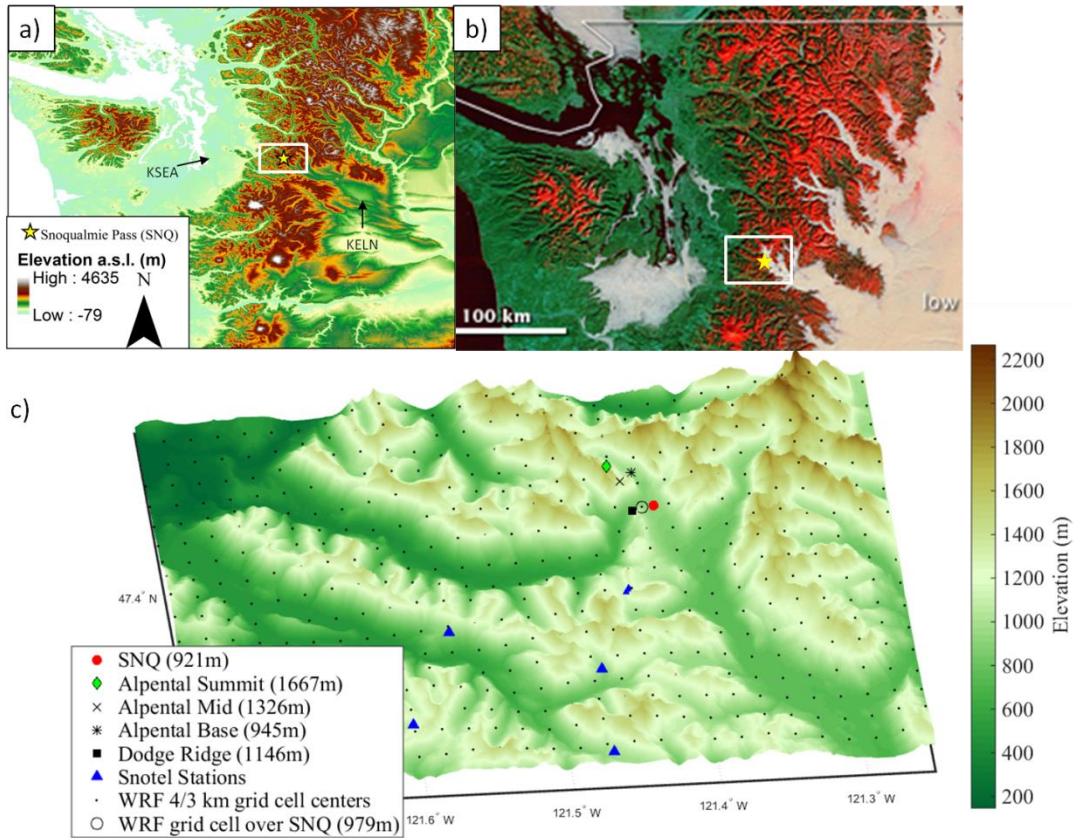 a)
KSEA
KELN
Snoqualmie Pass (SNQ)
Elevation a.s.l. (m)
High : 4635
Low : -79
N
b)
100 km
low
c)
47.4° N
121.6° W
121.5° W
121.4° W
121.3° W
SNQ (921m)
Alpental Summit (1667m)
Alpental Mid (1326m)
Alpental Base (945m)
Dodge Ridge (1146m)
Snotel Stations
WRF 4/3 km grid cell centers
WRF grid cell over SNQ (979m)
2200
2000
1800
1600
1400
1200
1000
800
600
400
200
Elevation (m)